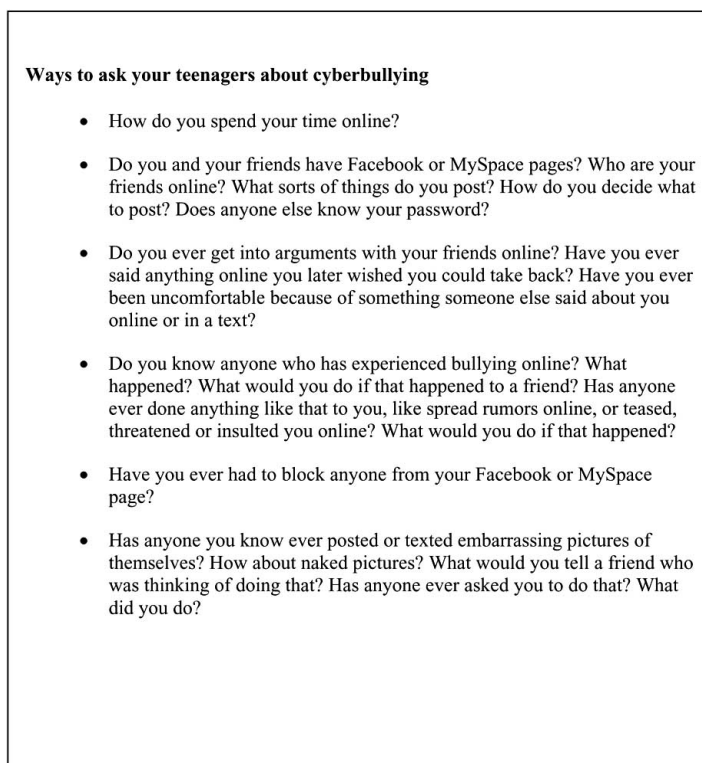 Ways to ask your teenagers about cyberbullying
• How do you spend your time online?
• Do you and your friends have Facebook or MySpace pages? Who are your
friends online? What sorts of things do you post? How do you decide what
to post? Does anyone else know your password?
• Do you ever get into arguments with your friends online? Have you ever
said anything online you later wished you could take back? Have you ever
been uncomfortable because of something someone else said about you
online or in a text?
• Do you know anyone who has experienced bullying online? What
happened? What would you do if that happened to a friend? Has anyone
ever done anything like that to you, like spread rumors online, or teased,
threatened or insulted you online? What would you do if that happened?
• Have you ever had to block anyone from your Facebook or MySpace
page?
• Has anyone you know ever posted or texted embarrassing pictures of
themselves? How about naked pictures? What would you tell a friend who
was thinking of doing that? Has anyone ever asked you to do that? What
did you do?